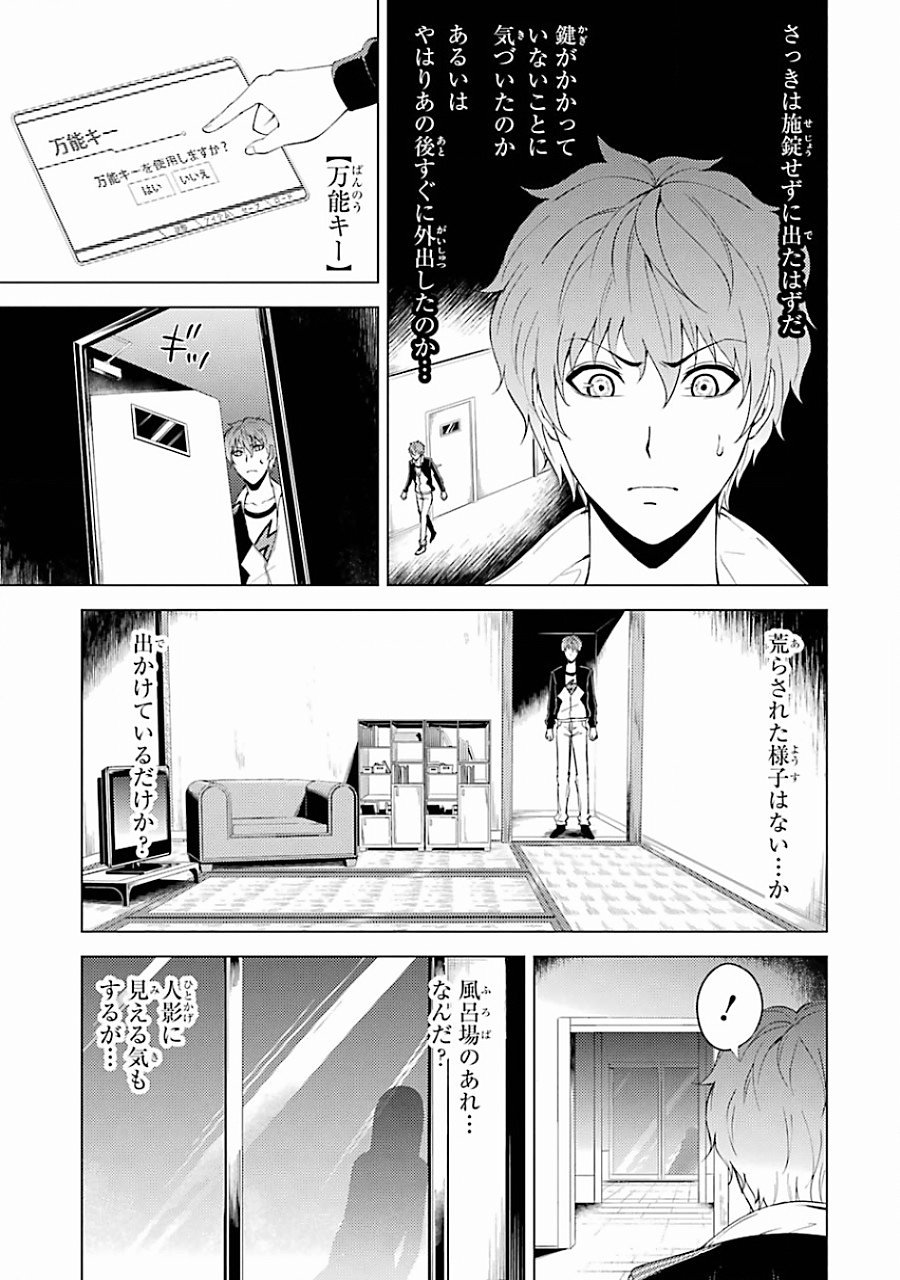 さっきは施錠せずに出たはずだ
鍵がかかって
いないことに
気づいたのか
あるいは
やはりあの後すぐに外出したのか…
【万能キー】
万能キー
万能キーを使用しますか？
はい
いいえ
ギッ
荒らされた様子はない…か
出かけているだけか？
！
風呂場のあれ…
なんだ？
人影に
見える気も
するが…